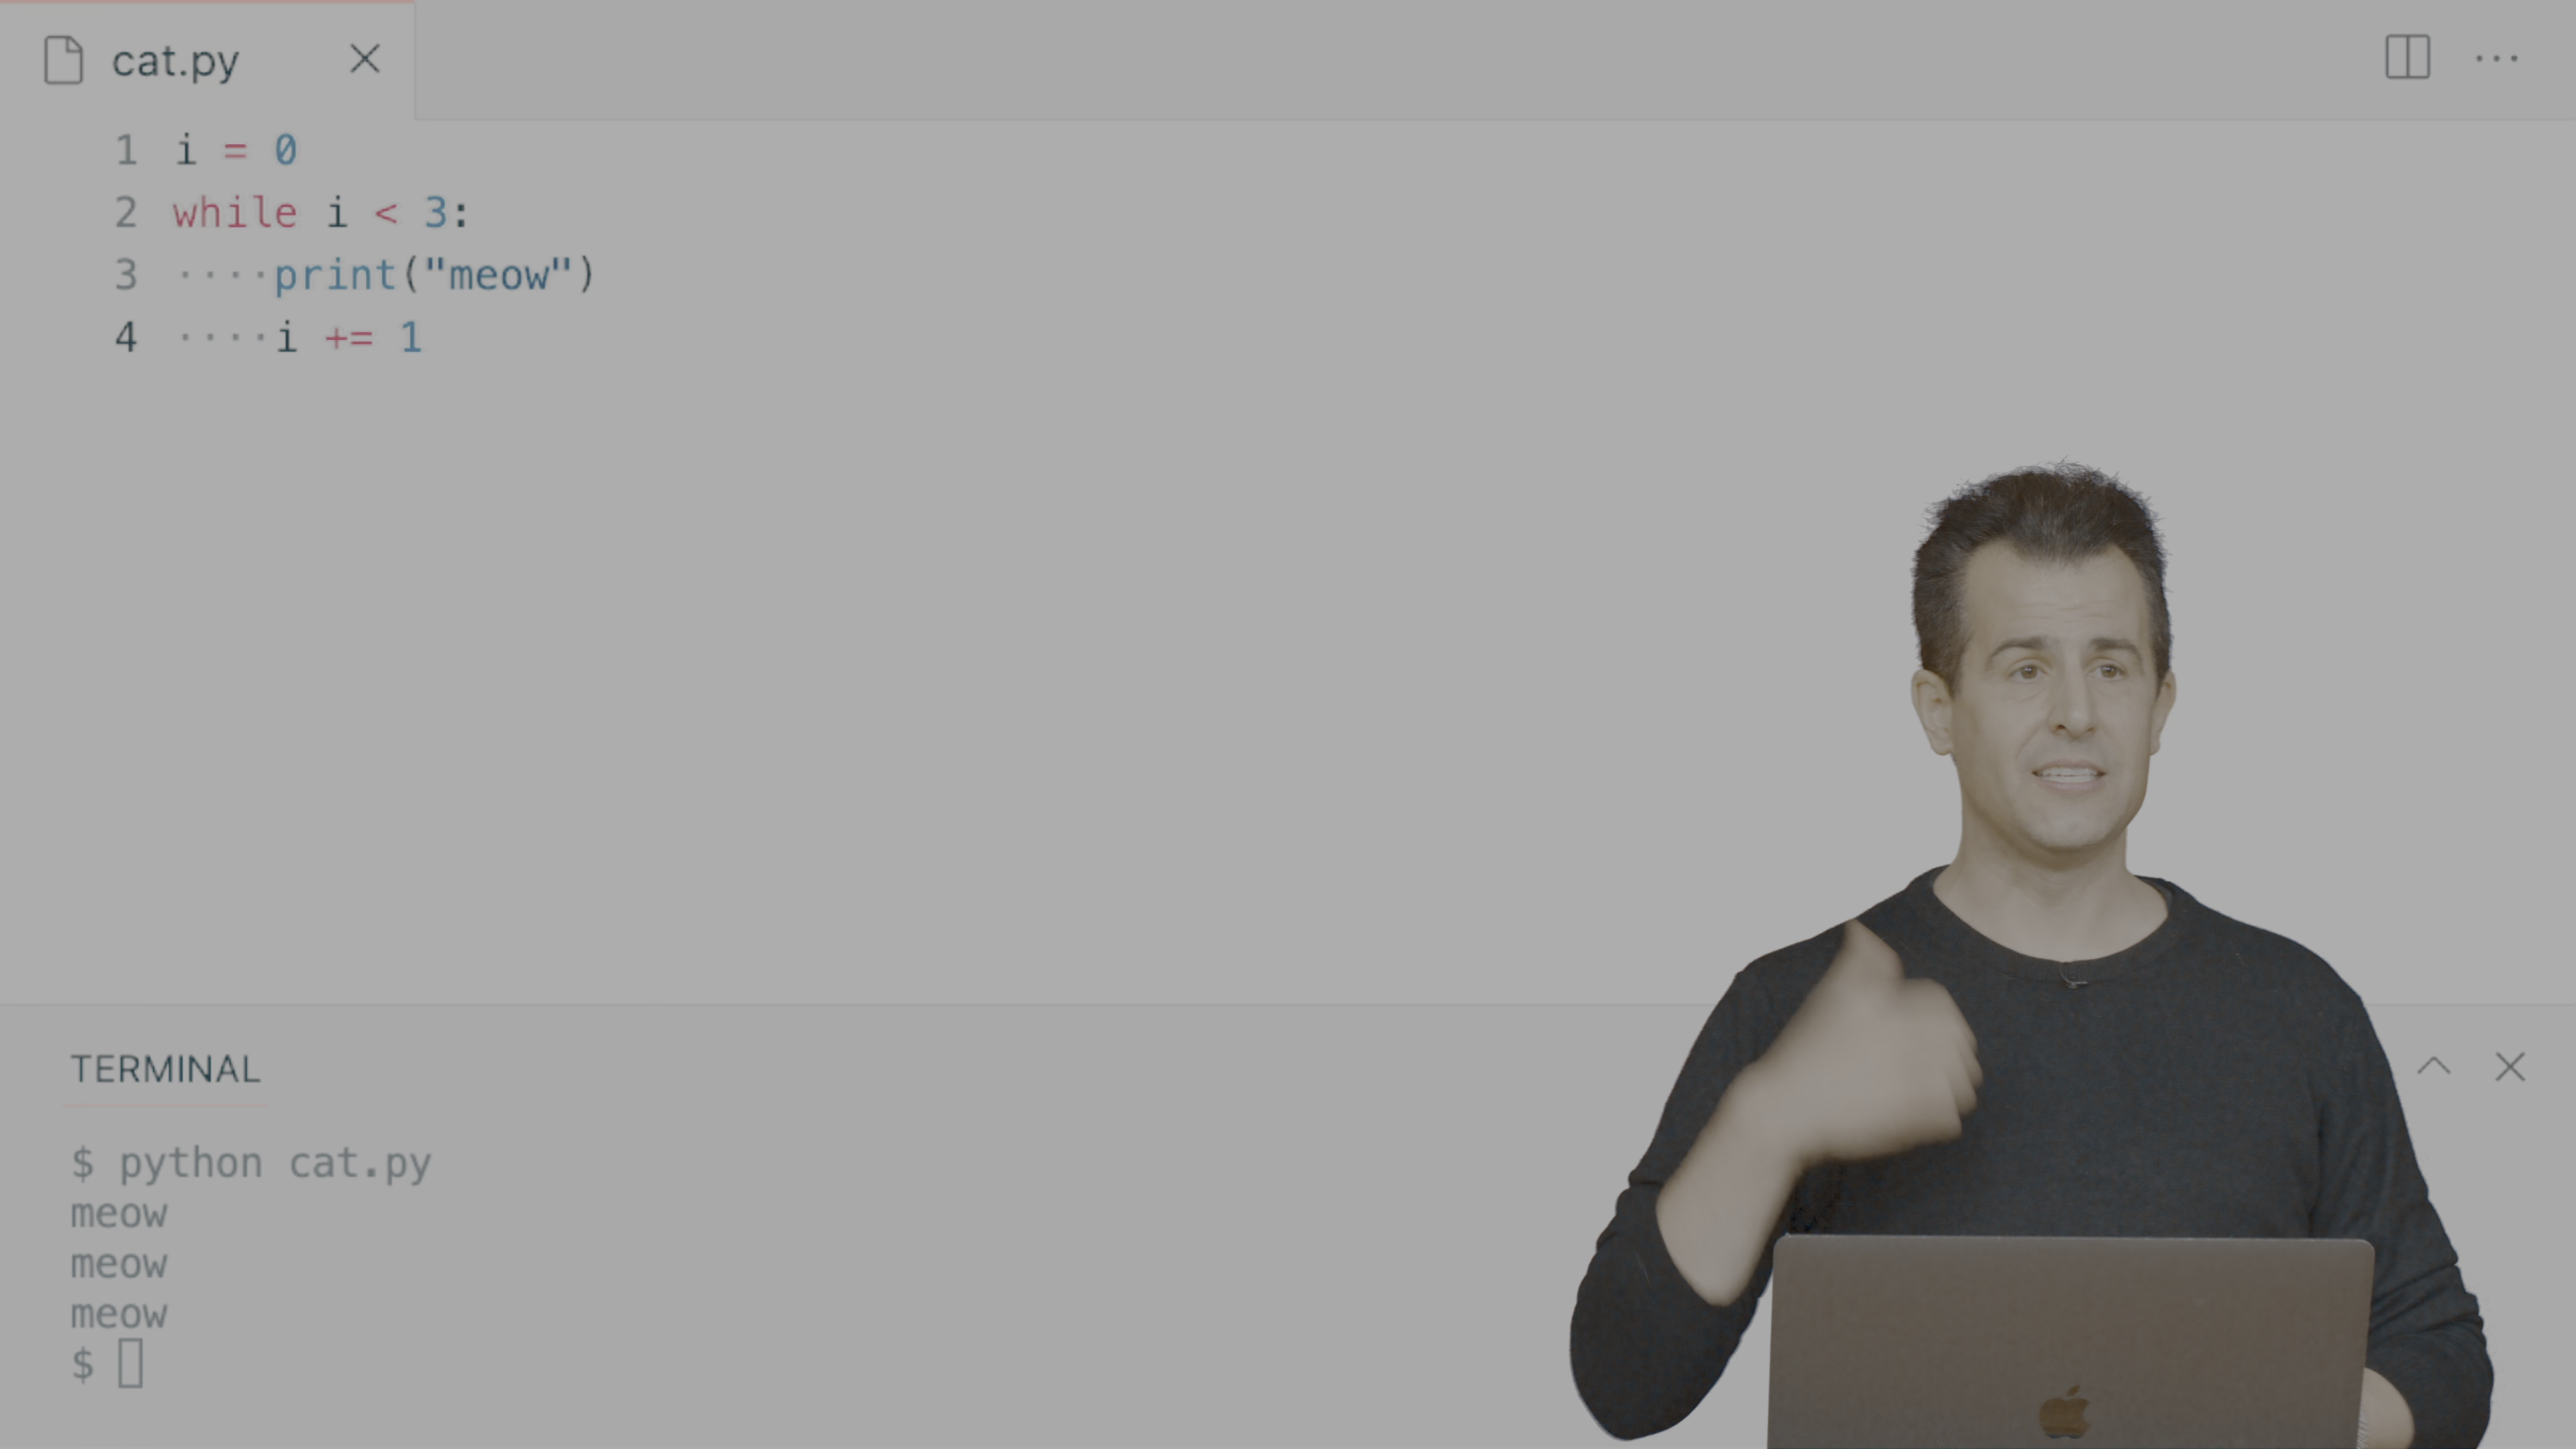 cat.py
1 i = 0
2 while i < 3:
3 ····print("meow")
4 ····i += 1
TERMINAL
$ python cat.py
meow
meow
meow
$